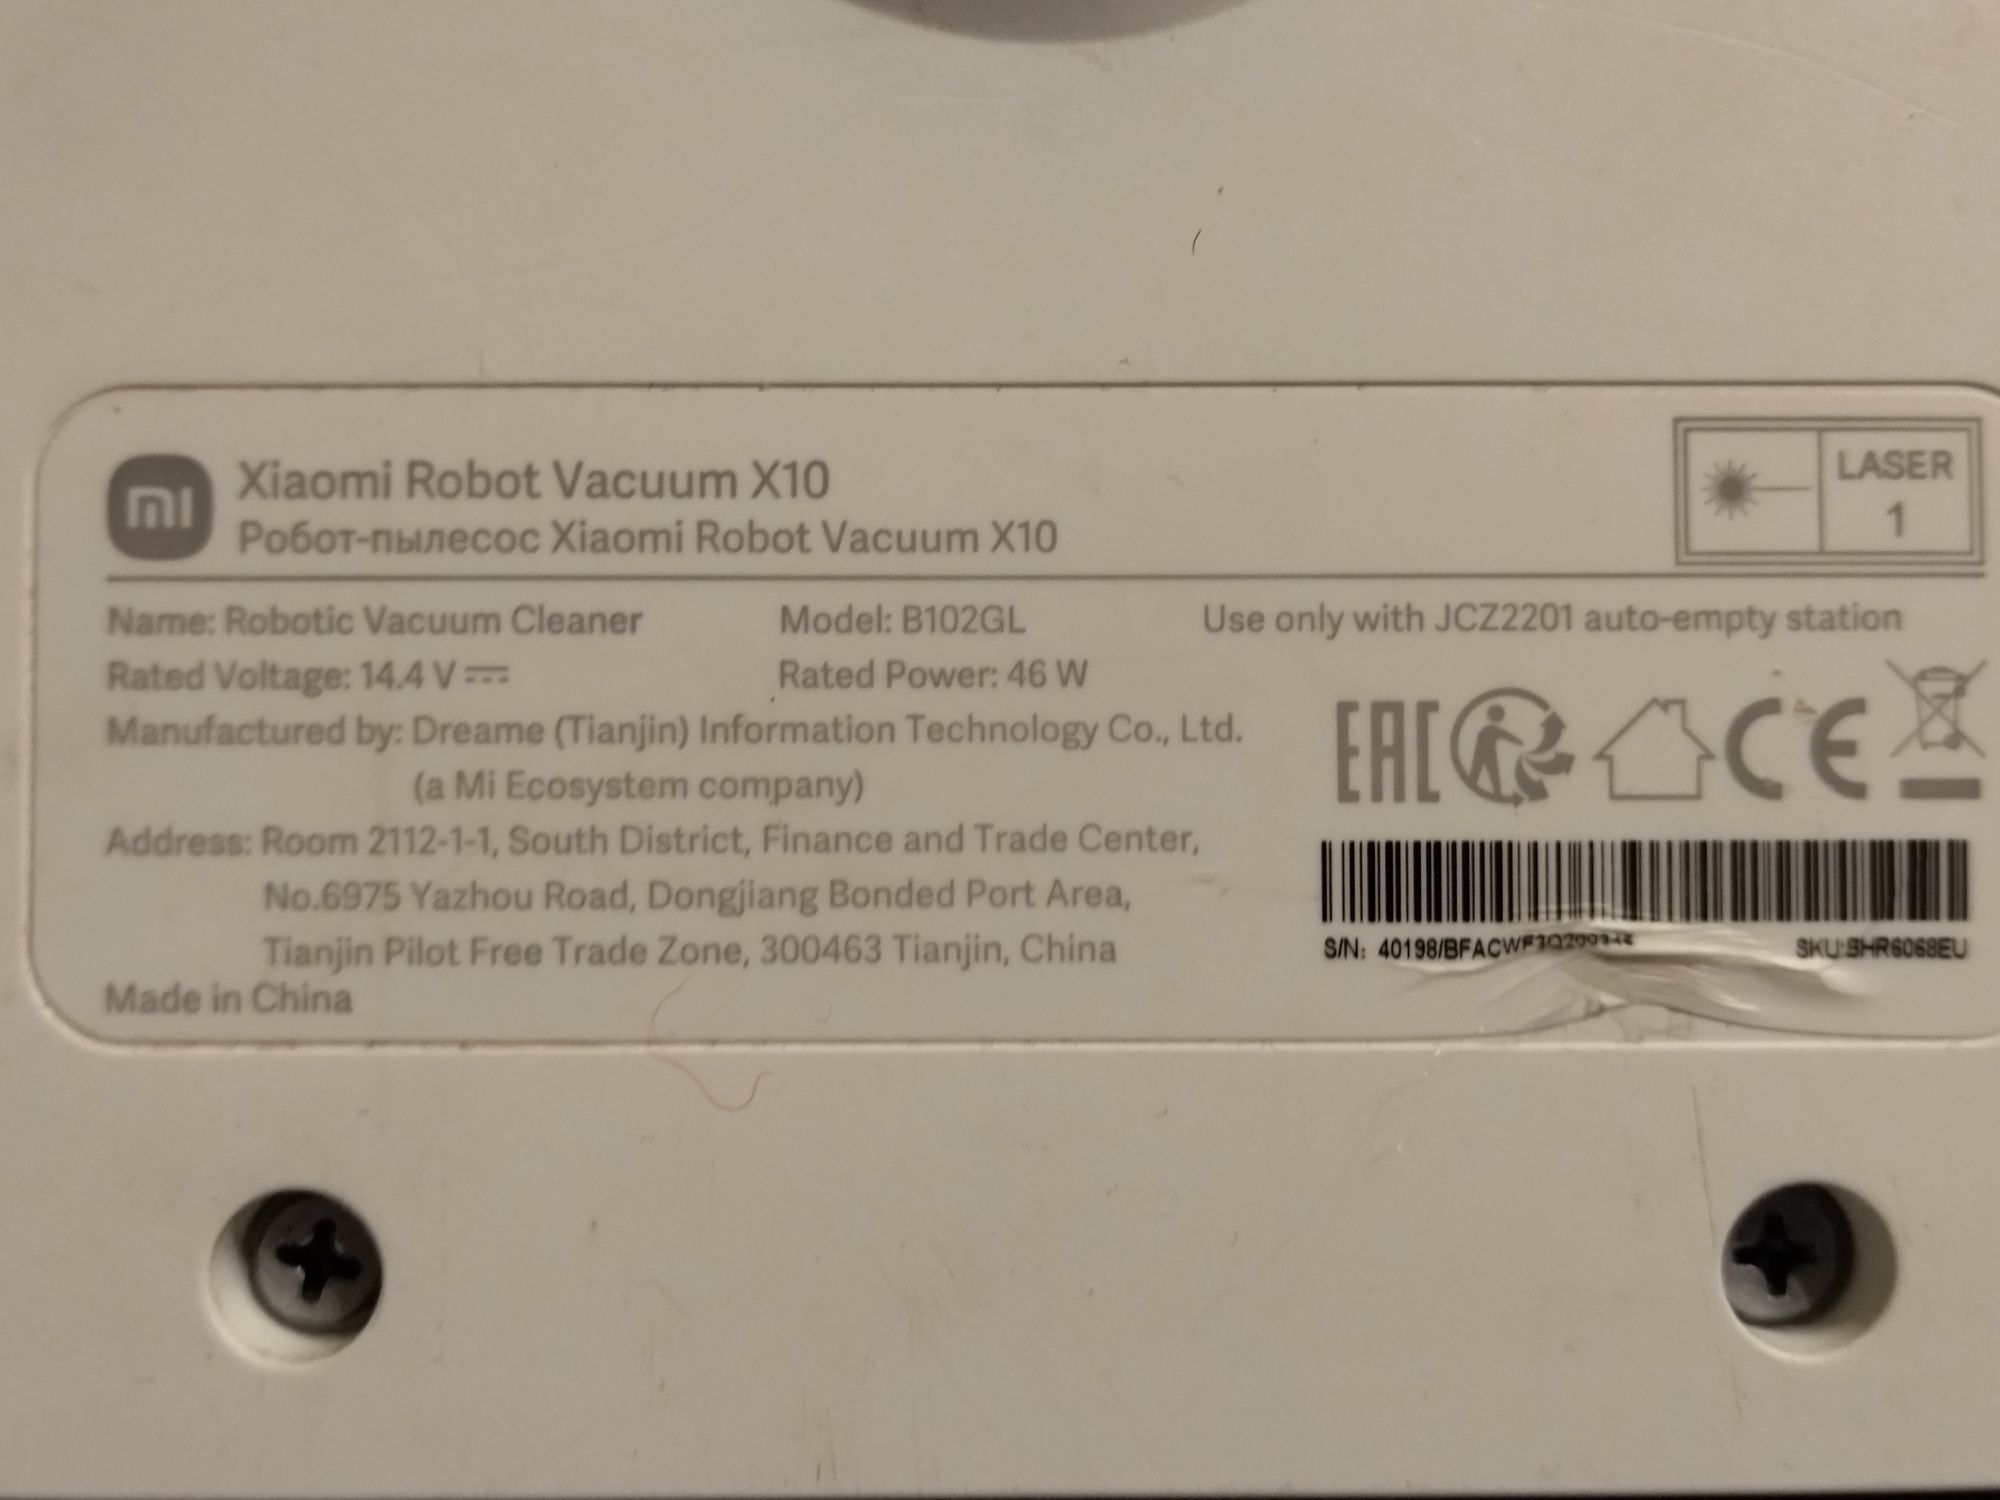 mi
Xiaomi Robot Vacuum X10
Робот-пылесос Xiaomi Robot Vacuum X10
LASER
1
Name: Robotic Vacuum Cleaner
Model: B102GL
Use only with JCZ2201 auto-empty station
Rated Voltage: 14.4 V
Rated Power: 46 W
Manufactured by: Dreame (Tianjin) Information Technology Co., Ltd.
(a Mi Ecosystem company)
Address: Room 2112-1-1, South District, Finance and Trade Center,
No.6975 Yazhou Road, Dongjiang Bonded Port Area,
Tianjin Pilot Free Trade Zone, 300463 Tianjin, China
Made in China
EAC
CE
S/N:
SKU:BHR6068EU